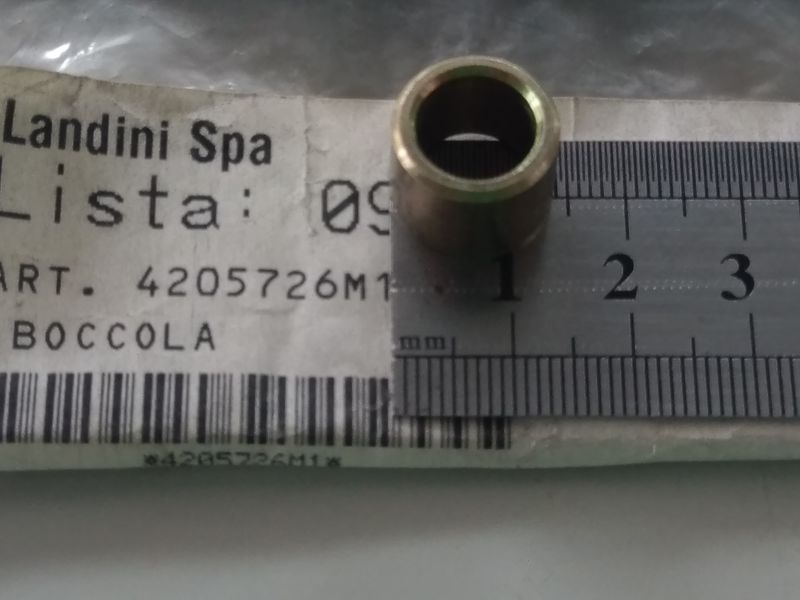 Landini Spa
Lista: 09
ART. 4205726M1
BOCCOLA
*4205726M1*
1 2 3
mm